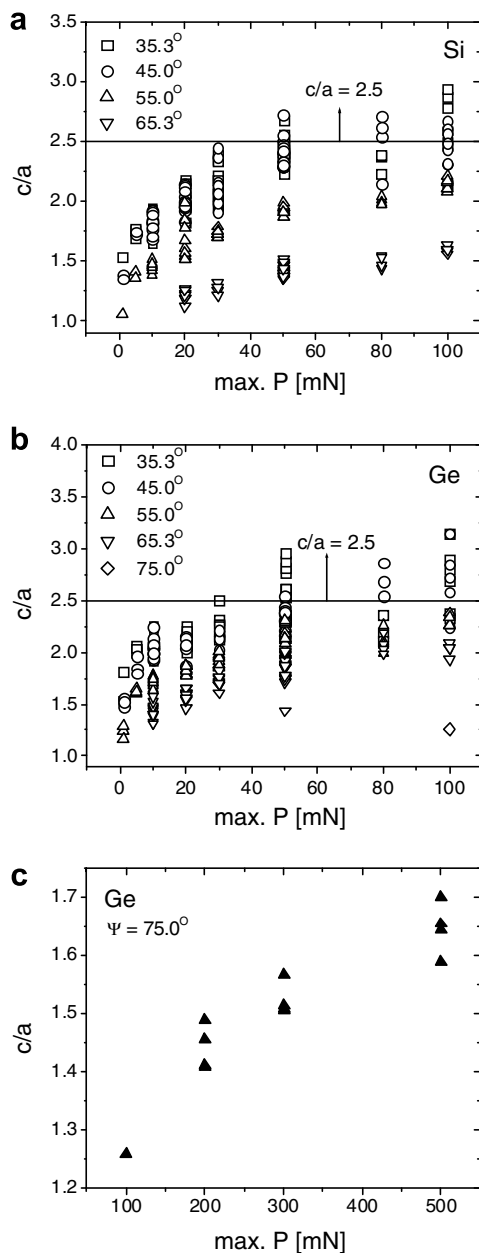 a
3.5
3.0
2.5
2.0
1.5
1.0
c/a
35.3°
45.0°
55.0°
65.3°
Si
c/a = 2.5
0 20 40 60 80 100
max. P [mN]
b
4.0
3.5
3.0
2.5
2.0
1.5
1.0
c/a
35.3°
45.0°
55.0°
65.3°
75.0°
Ge
c/a = 2.5
0 20 40 60 80 100
max. P [mN]
c
1.7
1.6
1.5
1.4
1.3
1.2
c/a
Ge
Ψ = 75.0°
100 200 300 400 500
max. P [mN]